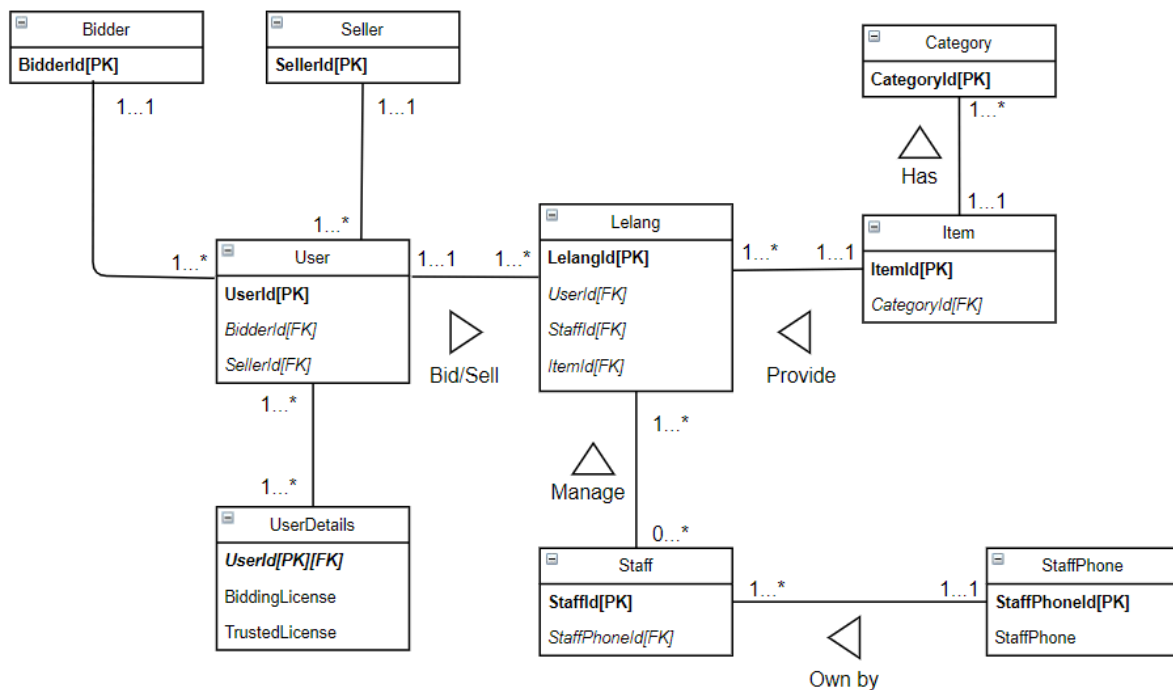 Bidder
BidderId[PK]
1...1
Seller
SellerId[PK]
1...1
Category
CategoryId[PK]
1...*
Has
1...1
1...*
1...*
User
UserId[PK]
BidderId[FK]
SellerId[FK]
1...1
1...*
Bid/Sell
Lelang
LelangId[PK]
UserId[FK]
StaffId[FK]
ItemId[FK]
1...*
1...1
Provide
Item
ItemId[PK]
CategoryId[FK]
1...*
1...*
UserDetails
UserId[PK][FK]
BiddingLicense
TrustedLicense
1...*
Manage
0...*
Staff
StaffId[PK]
StaffPhoneId[FK]
1...*
1...1
Own by
StaffPhone
StaffPhoneId[PK]
StaffPhone